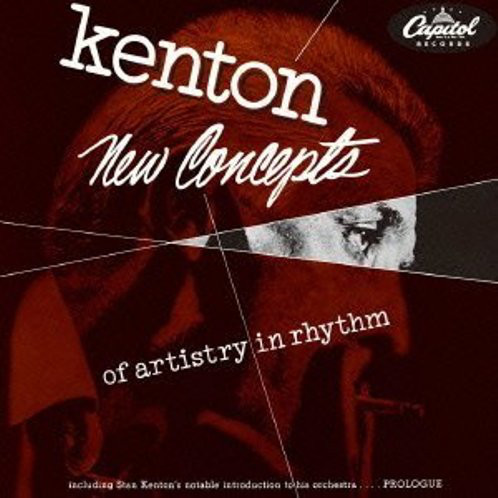 Capitol
RECORDS
kenton
New Concepts
of artistry in rhythm
including Stan Kenton's notable introduction to his orchestra . . . . PROLOGUE